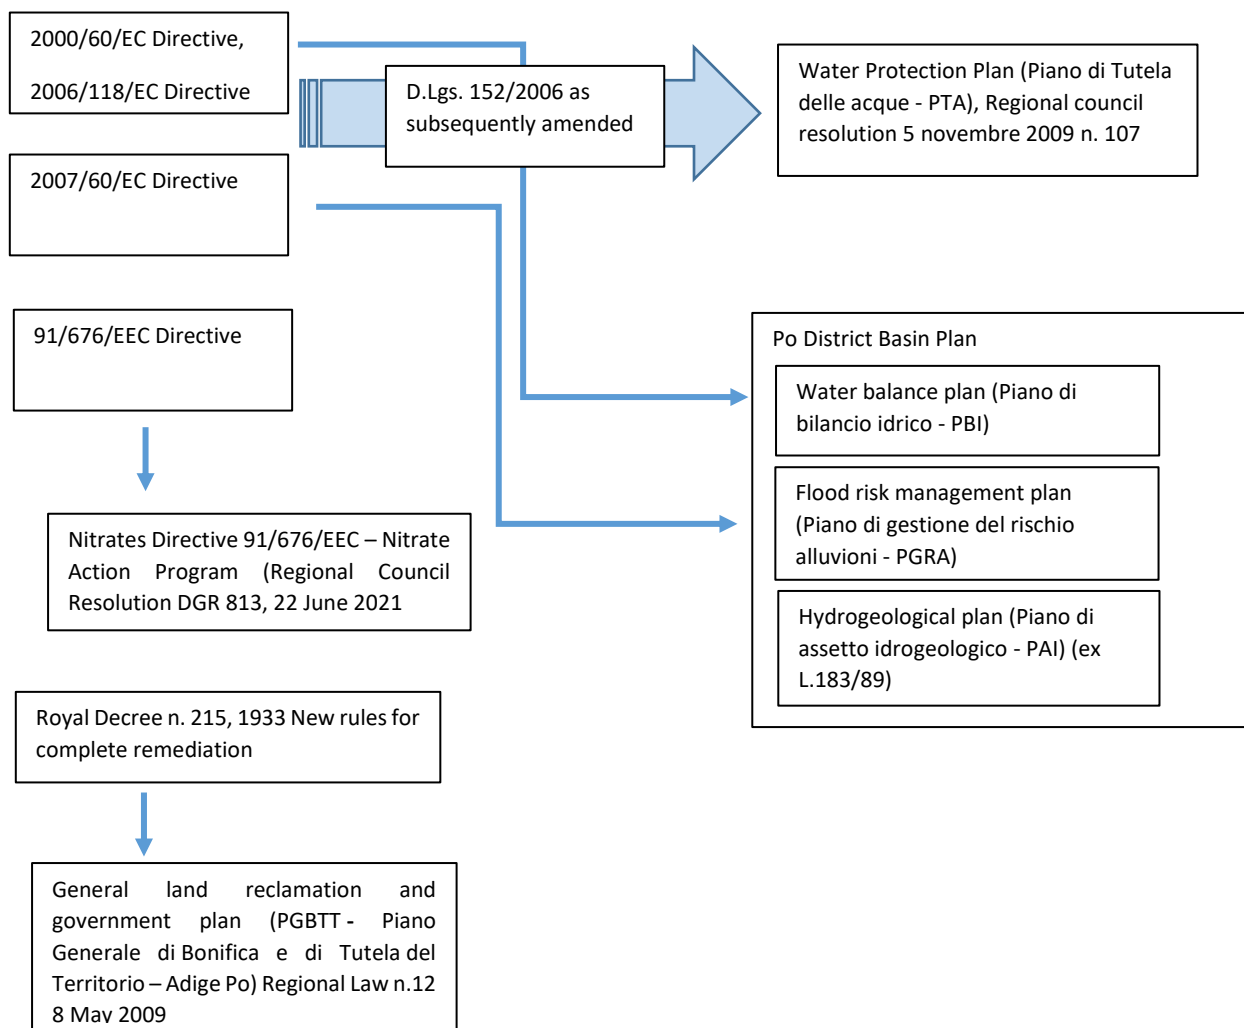 2000/60/EC Directive,
2006/118/EC Directive
D.Lgs. 152/2006 as
subsequently amended
Water Protection Plan (Piano di Tutela
delle acque - PTA), Regional council
resolution 5 novembre 2009 n. 107
2007/60/EC Directive
91/676/EEC Directive
Po District Basin Plan
Water balance plan (Piano di
bilancio idrico - PBI)
Flood risk management plan
(Piano di gestione del rischio
alluvioni - PGRA)
Hydrogeological plan (Piano di
assetto idrogeologico - PAI) (ex
L.183/89)
Nitrates Directive 91/676/EEC – Nitrate
Action Program (Regional Council
Resolution DGR 813, 22 June 2021
Royal Decree n. 215, 1933 New rules for
complete remediation
General land reclamation and
government plan (PGBTT - Piano
Generale di Bonifica e di Tutela del
Territorio – Adige Po) Regional Law n.12
8 May 2009